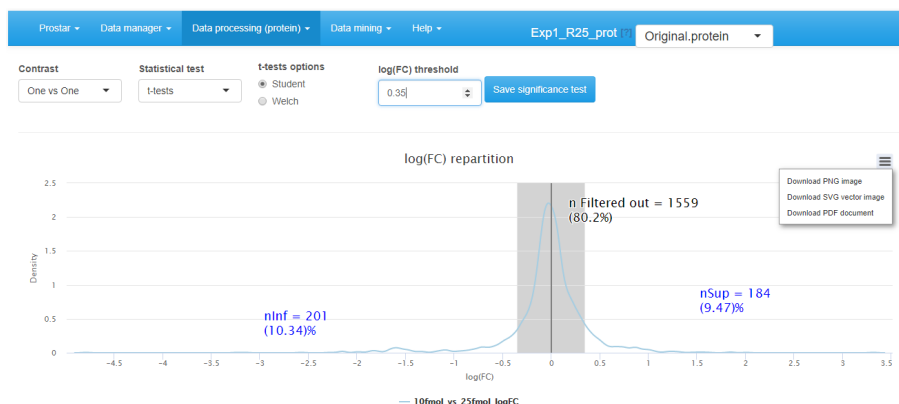 Prostar Data manager Data processing (protein) Data mining Help Exp1_R25_prot [?] Original.protein
Contrast Statistical test t-tests options log(FC) threshold
One vs One t-tests Student 0.35 Save significance test
Welch
log(FC) repartition
Download PNG image
Download SVG vector image
Download PDF document
n Filtered out = 1559
(80.2%)
nSup = 184
(9.47)%
nInf = 201
(10.34)%
Density
2.5
2
1.5
1
0.5
0
-4.5 -4 -3.5 -3 -2.5 -2 -1.5 -1 -0.5 0 0.5 1 1.5 2 2.5 3 3.5
log(FC)
10fmol_vs_25fmol_logFC